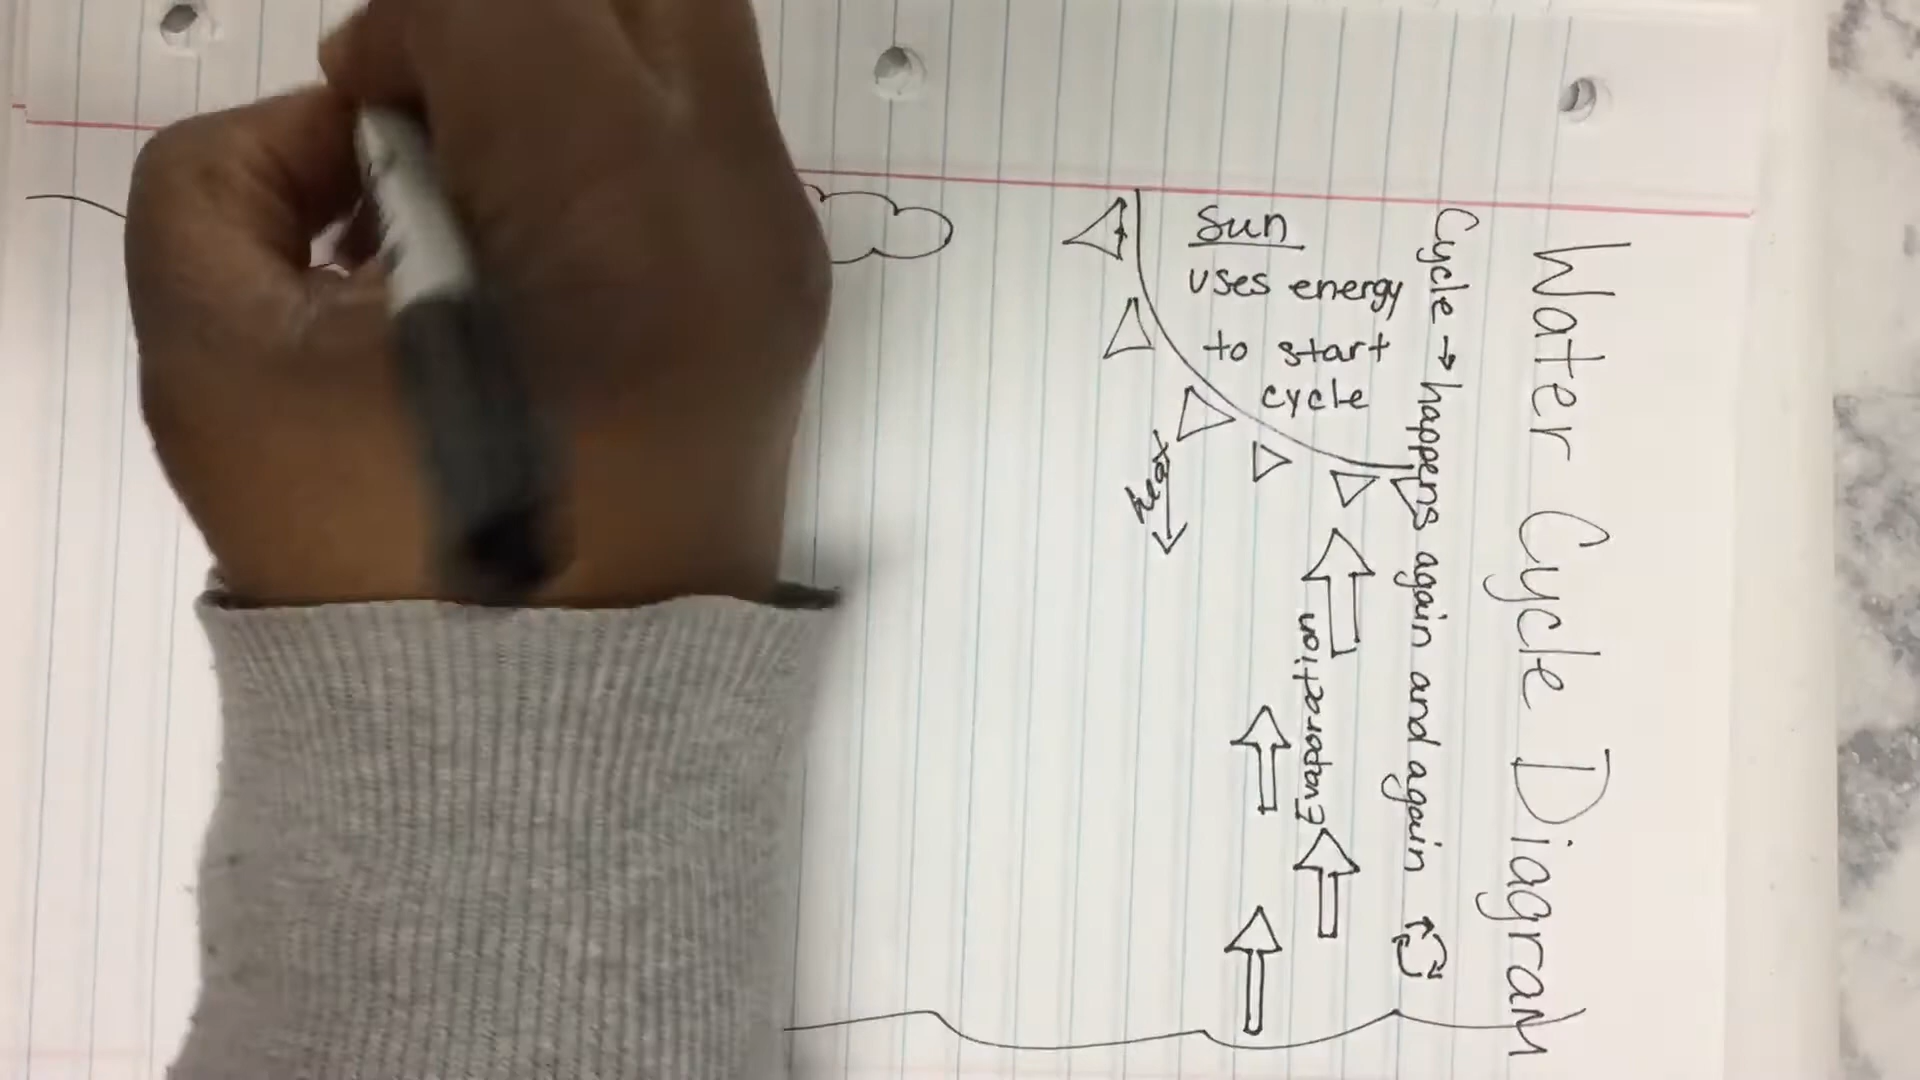 Water Cycle Diagram
Cycle → happens again and again
Sun
uses energy
to start
cycle
heat
Evaporation